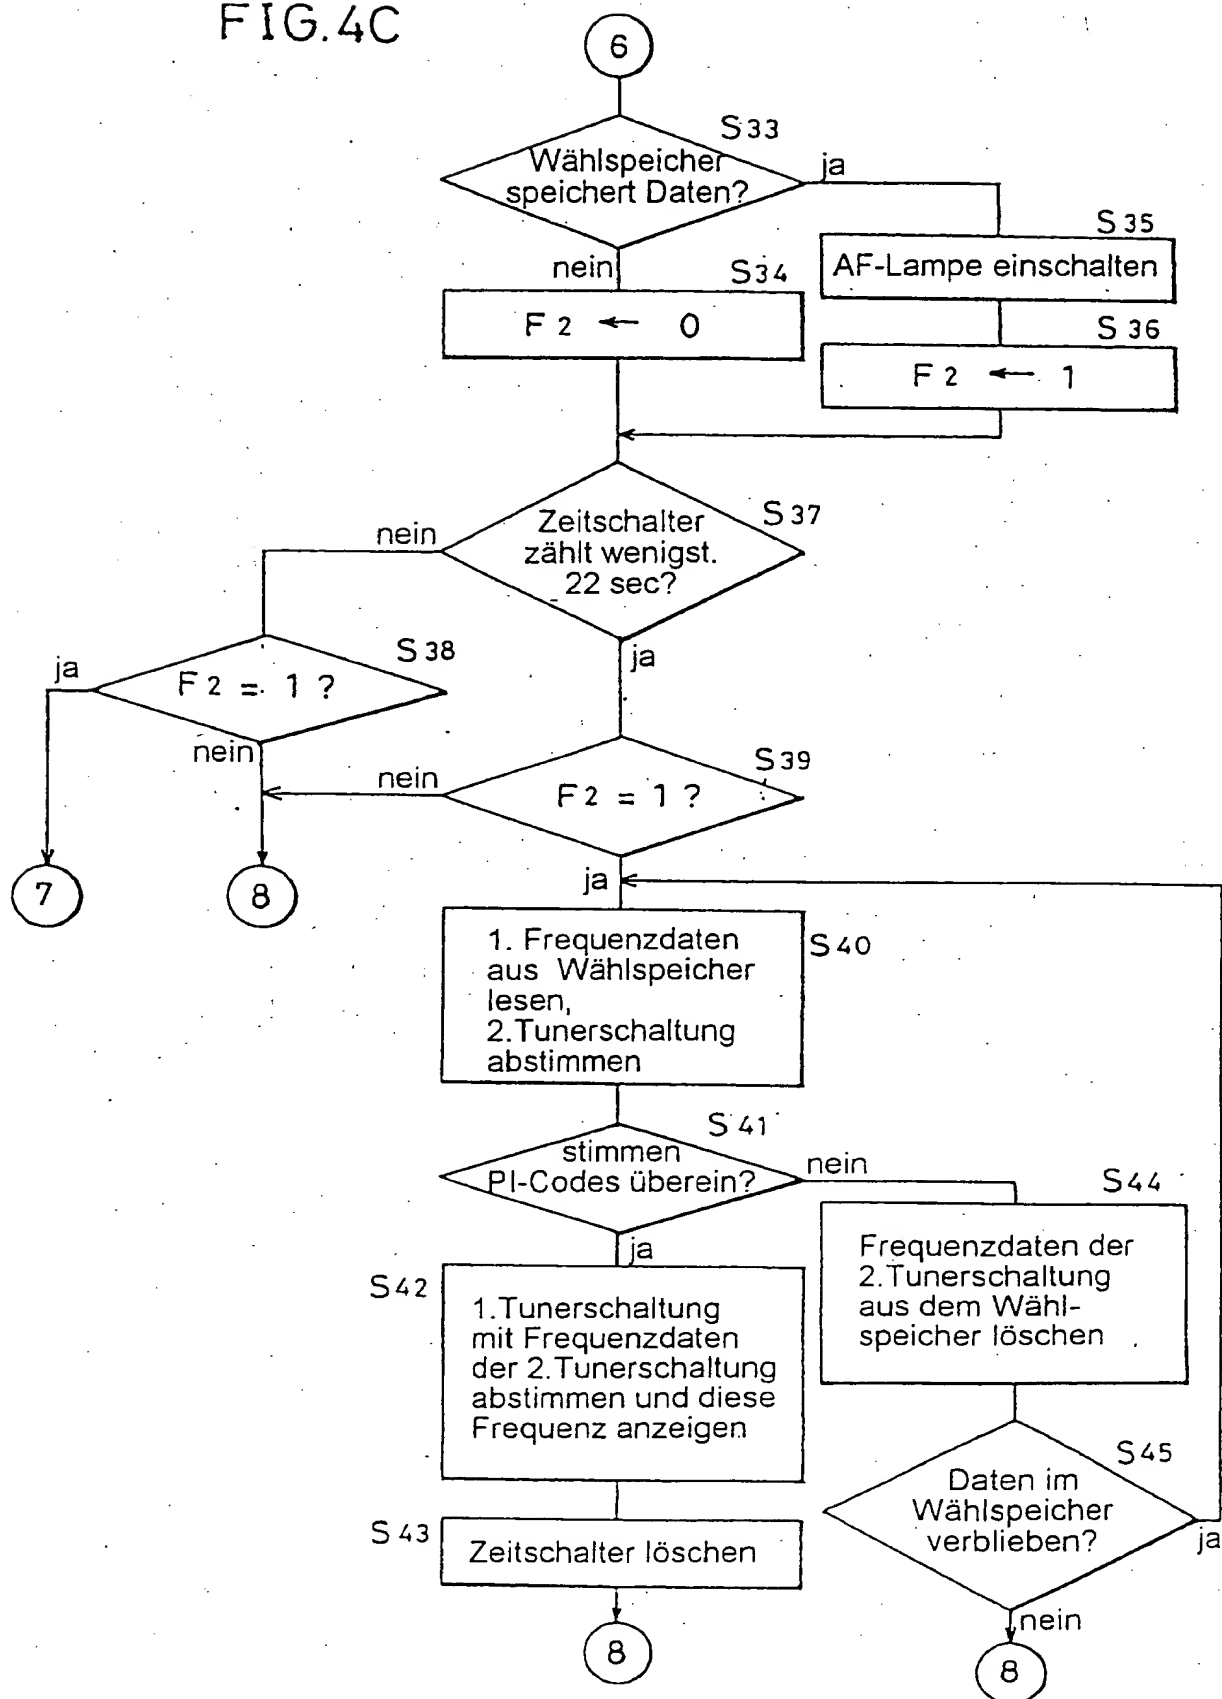 FIG.4C
6
S33
Wählspeicher
speichert Daten?
ja
nein
S34
F2 ← 0
S35
AF-Lampe einschalten
S36
F2 ← 1
S37
Zeitschalter
zählt wenigst.
22 sec?
nein
ja
S38
F2 = 1 ?
ja
nein
S39
F2 = 1 ?
nein
ja
7
8
S40
1. Frequenzdaten
aus Wählspeicher
lesen,
2.Tunerschaltung
abstimmen
S41
stimmen
PI-Codes überein?
nein
ja
S42
1.Tunerschaltung
mit Frequenzdaten
der 2.Tunerschaltung
abstimmen und diese
Frequenz anzeigen
S43
Zeitschalter löschen
8
S44
Frequenzdaten der
2.Tunerschaltung
aus dem Wähl-
speicher löschen
S45
Daten im
Wählspeicher
verblieben?
ja
nein
8